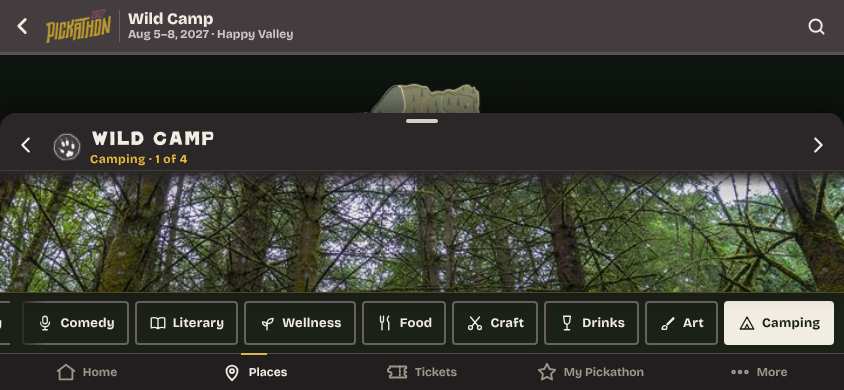 PICKATHON
Wild Camp
Aug 5–8, 2027 · Happy Valley
WILD CAMP
Camping · 1 of 4
Comedy
Literary
Wellness
Food
Craft
Drinks
Art
Camping
Home
Places
Tickets
My Pickathon
More